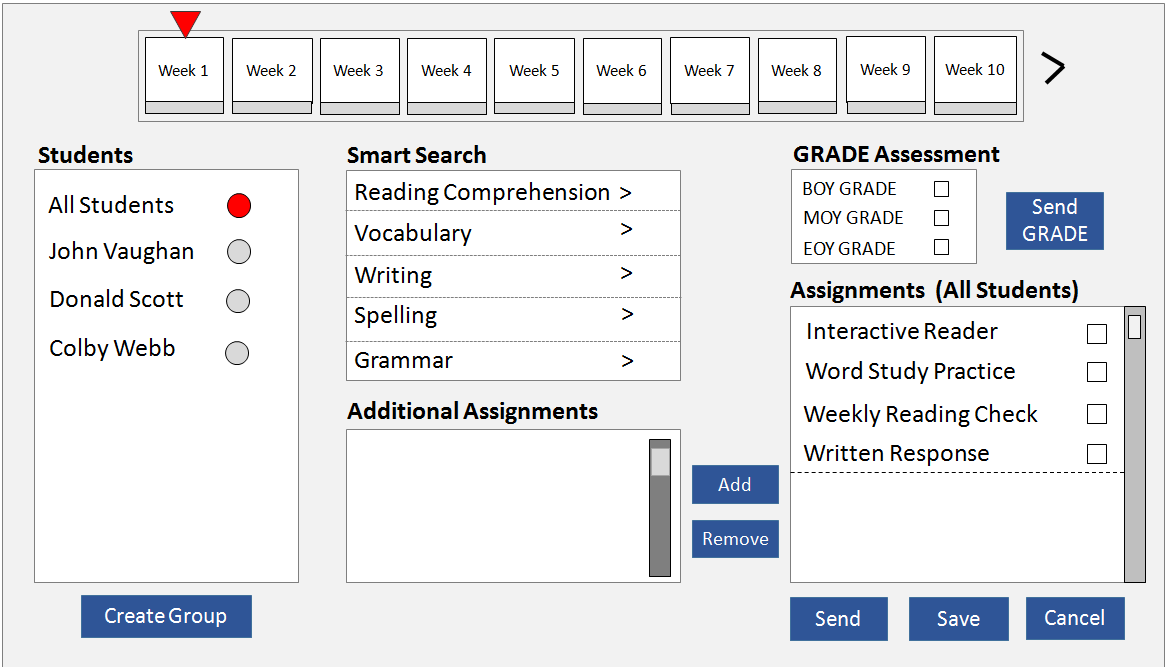 Week 1 Week 2 Week 3 Week 4 Week 5 Week 6 Week 7 Week 8 Week 9 Week 10 >
Students
All Students
John Vaughan
Donald Scott
Colby Webb
Create Group
Smart Search
Reading Comprehension >
Vocabulary >
Writing >
Spelling >
Grammar >
Additional Assignments
Add
Remove
GRADE Assessment
BOY GRADE
MOY GRADE
EOY GRADE
Send
GRADE
Assignments (All Students)
Interactive Reader
Word Study Practice
Weekly Reading Check
Written Response
Send Save Cancel